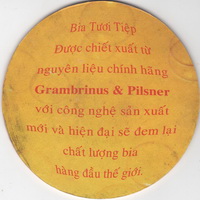 Bia Tươi Tiệp
Được chiết xuất từ
nguyên liệu chính hãng
Grambrinus & Pilsner
với công nghệ sản xuất
mới và hiện đại sẽ đem lại
chất lượng bia
hàng đầu thế giới.